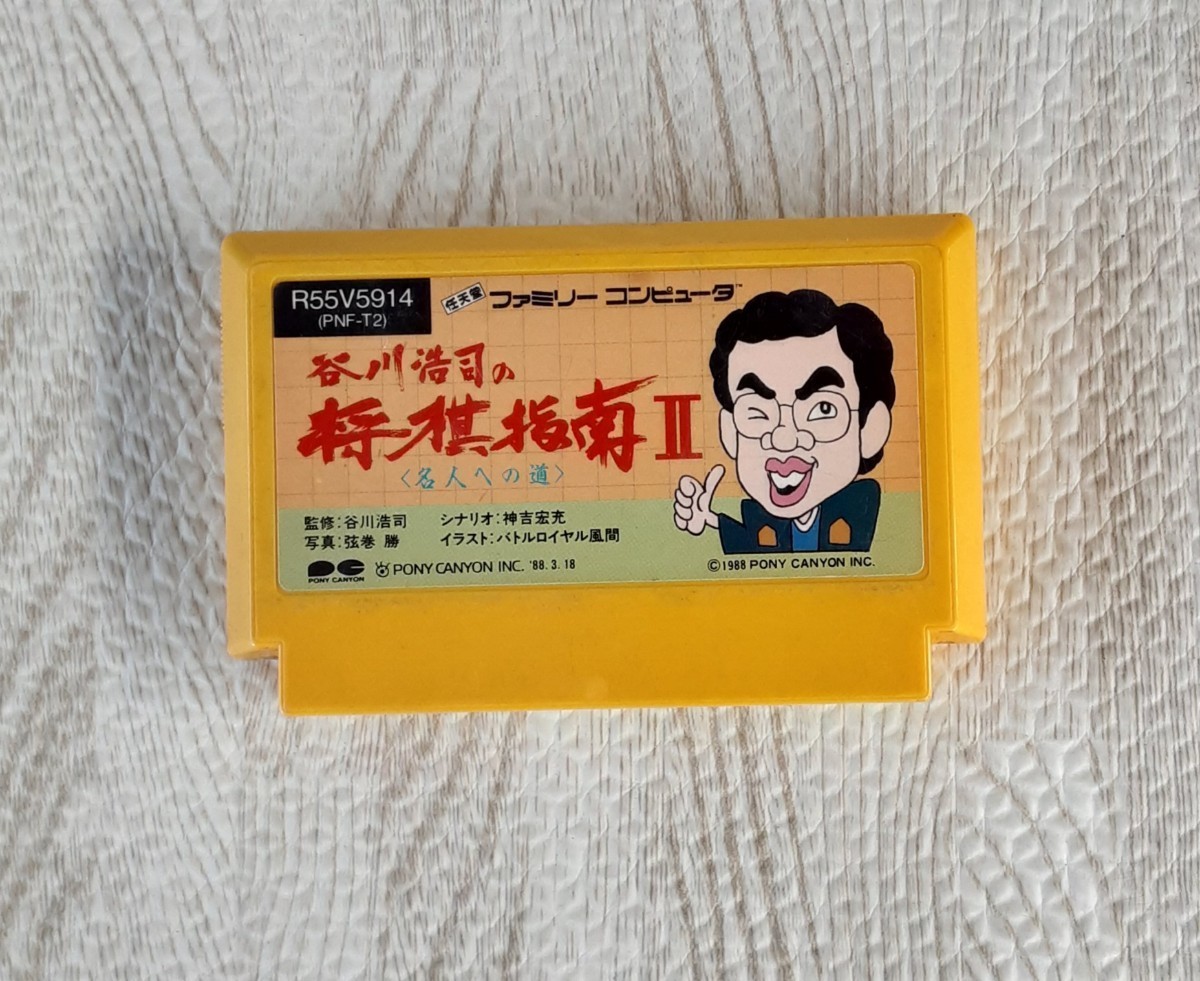 R55V5914
(PNF-T2)
任天堂 ファミリー コンピュータ™
谷川浩司の
将棋指南Ⅱ
〈名人への道〉
監修:谷川浩司 シナリオ:神吉宏充
写真:弦巻 勝 イラスト:バトルロイヤル風間
PONY CANYON
PONY CANYON INC. '88. 3. 18
©1988 PONY CANYON INC.